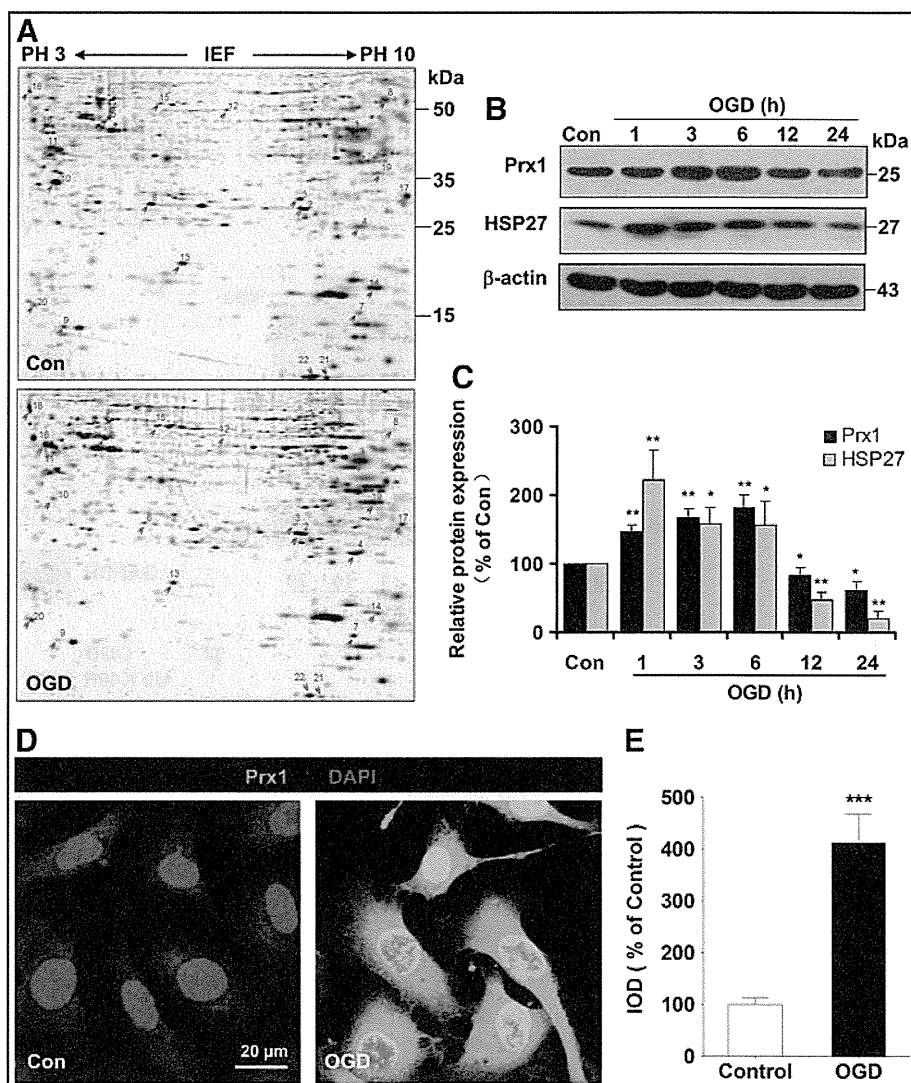 A
PH 3 IEF PH 10
kDa
50
35
25
15
Con
OGD
B
OGD (h)
Con 1 3 6 12 24 kDa
Prx1 25
HSP27 27
β-actin 43
C
Relative protein expression
( % of Con )
300
200
100
0
Prx1
HSP27
** ** ** * ** * * ** * **
Con 1 3 6 12 24
OGD (h)
D
Prx1 DAPI
Con
20 μm
OGD
E
IOD ( % of Control )
500
400
300
200
100
0
***
Control OGD